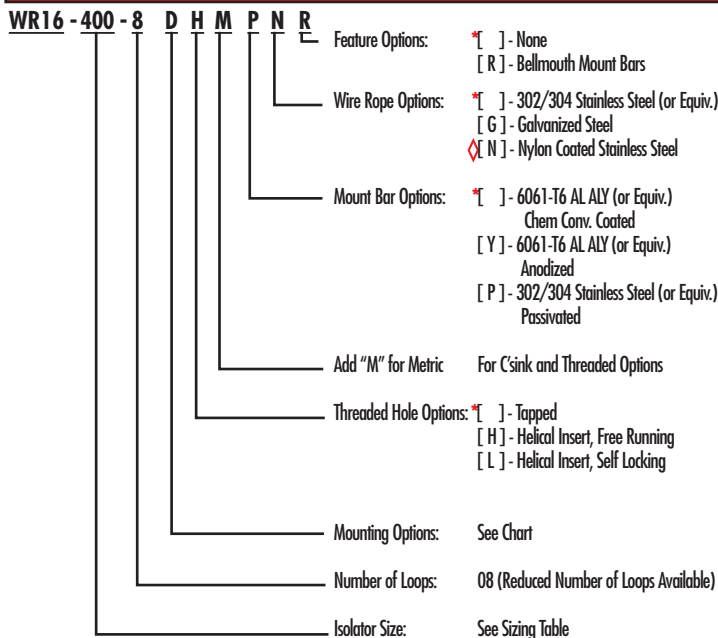 WR16 - 400 - 8 D H M P N R
Feature Options: *[ ] - None
[ R ] - Bellmouth Mount Bars
Wire Rope Options: *[ ] - 302/304 Stainless Steel (or Equiv.)
[ G ] - Galvanized Steel
◊[ N ] - Nylon Coated Stainless Steel
Mount Bar Options: *[ ] - 6061-T6 AL ALY (or Equiv.)
Chem Conv. Coated
[ Y ] - 6061-T6 AL ALY (or Equiv.)
Anodized
[ P ] - 302/304 Stainless Steel (or Equiv.)
Passivated
Add "M" for Metric For C'sink and Threaded Options
Threaded Hole Options: *[ ] - Tapped
[ H ] - Helical Insert, Free Running
[ L ] - Helical Insert, Self Locking
Mounting Options: See Chart
Number of Loops: 08 (Reduced Number of Loops Available)
Isolator Size: See Sizing Table